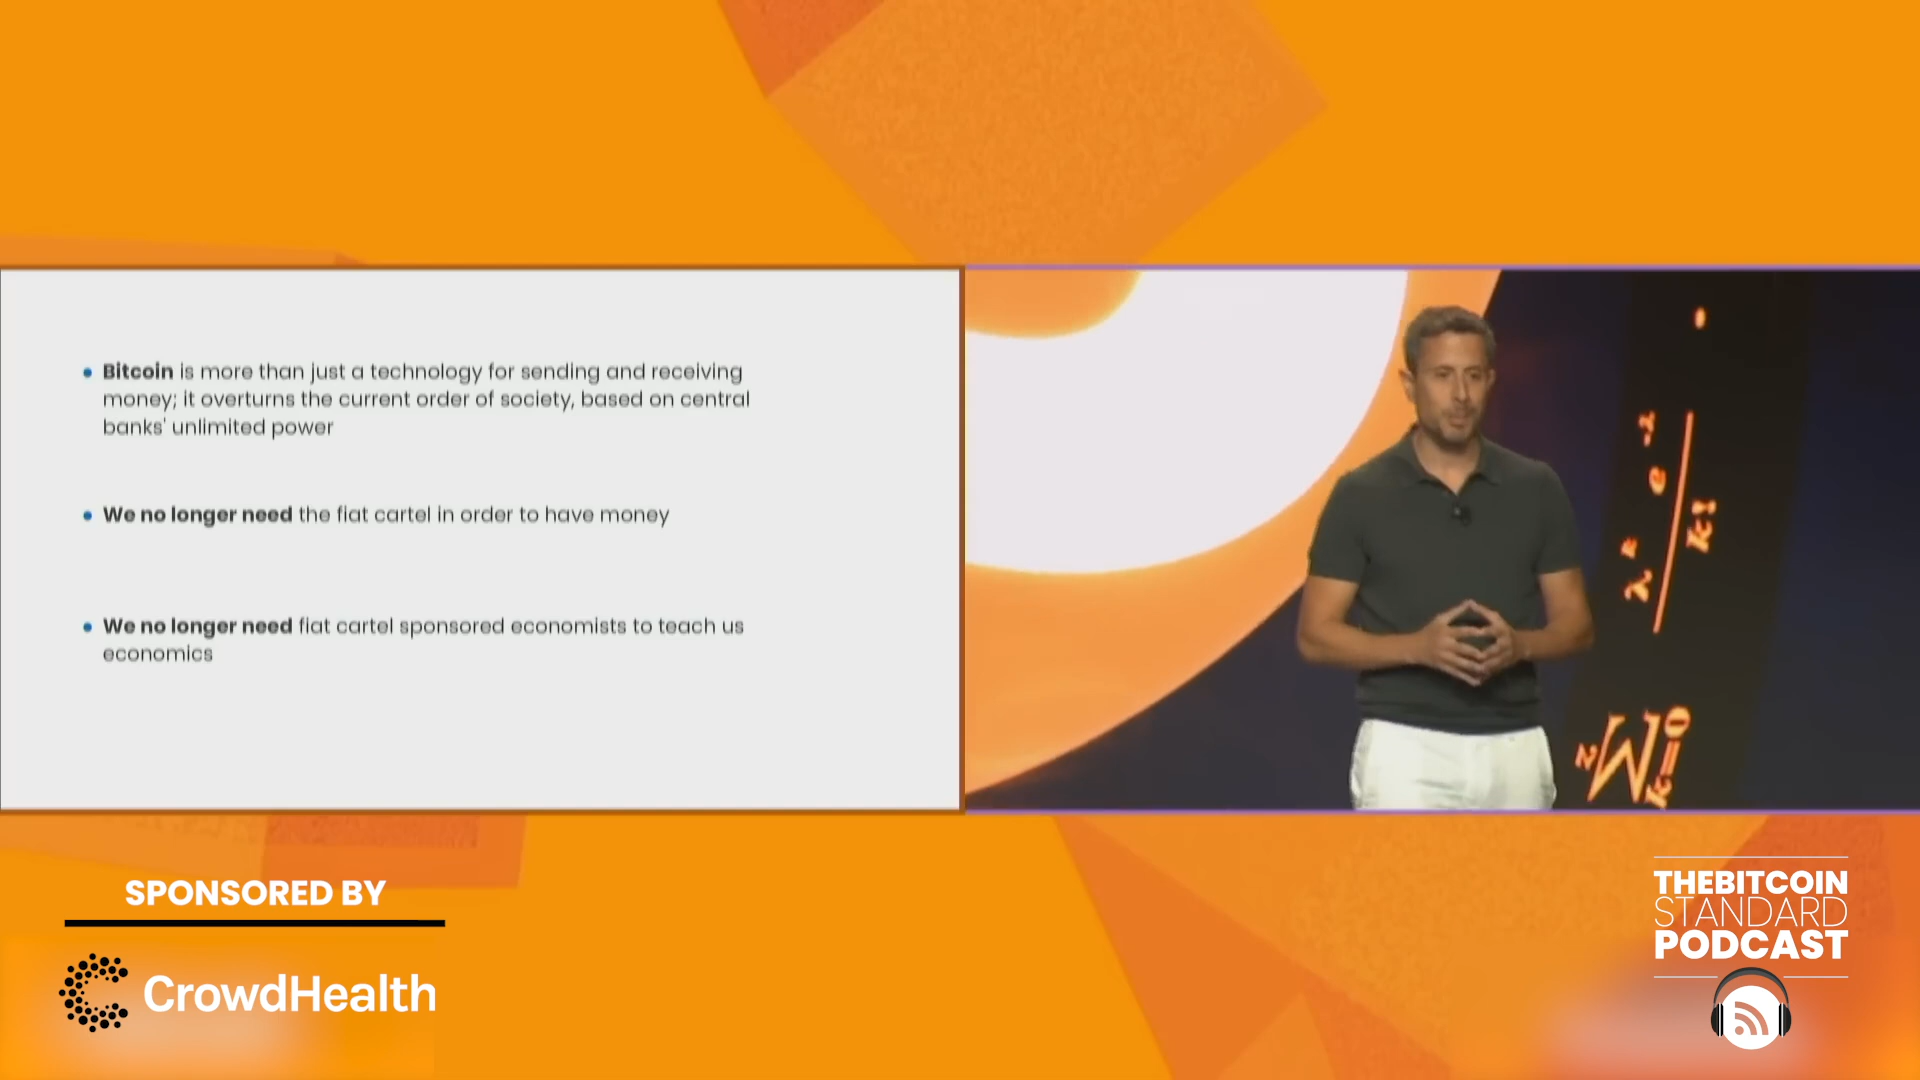 Bitcoin is more than just a technology for sending and receiving
money; it overturns the current order of society, based on central
banks' unlimited power
We no longer need the fiat cartel in order to have money
We no longer need fiat cartel sponsored economists to teach us
economics
λ^k e^-λ
k!
2
∑
k=0
SPONSORED BY
CrowdHealth
THEBITCOIN
STANDARD
PODCAST